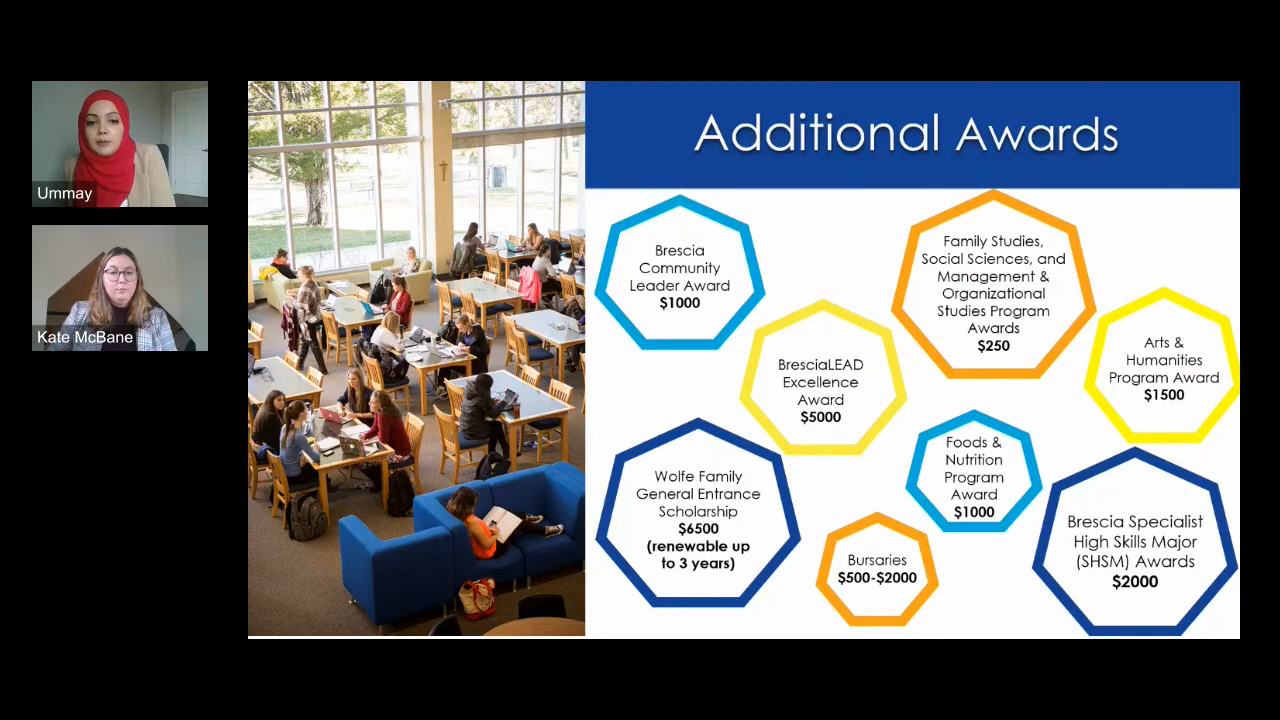 Ummay
Kate McBane
Additional Awards
Brescia
Community
Leader Award
$1000
Family Studies,
Social Sciences, and
Management &
Organizational
Studies Program
Awards
$250
BresciaLEAD
Excellence
Award
$5000
Arts &
Humanities
Program Award
$1500
Wolfe Family
General Entrance
Scholarship
$6500
(renewable up
to 3 years)
Foods &
Nutrition
Program
Award
$1000
Bursaries
$500-$2000
Brescia Specialist
High Skills Major
(SHSM) Awards
$2000